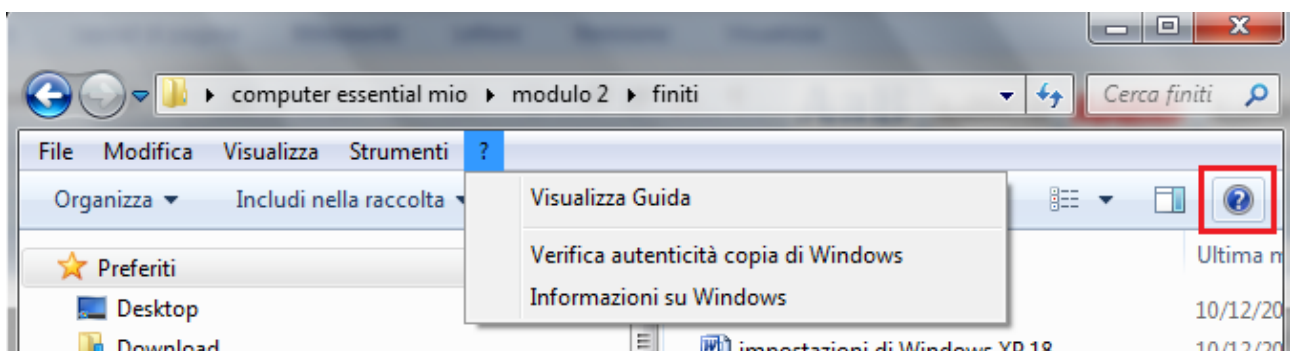 computer essential mio ▸ modulo 2 ▸ finiti
Cerca finiti
File Modifica Visualizza Strumenti ?
Organizza Includi nella raccolta
Visualizza Guida
Verifica autenticità copia di Windows
Informazioni su Windows
Preferiti
Desktop
Download
Ultima m
10/12/20
impostazioni di Windows XP 18
10/12/20